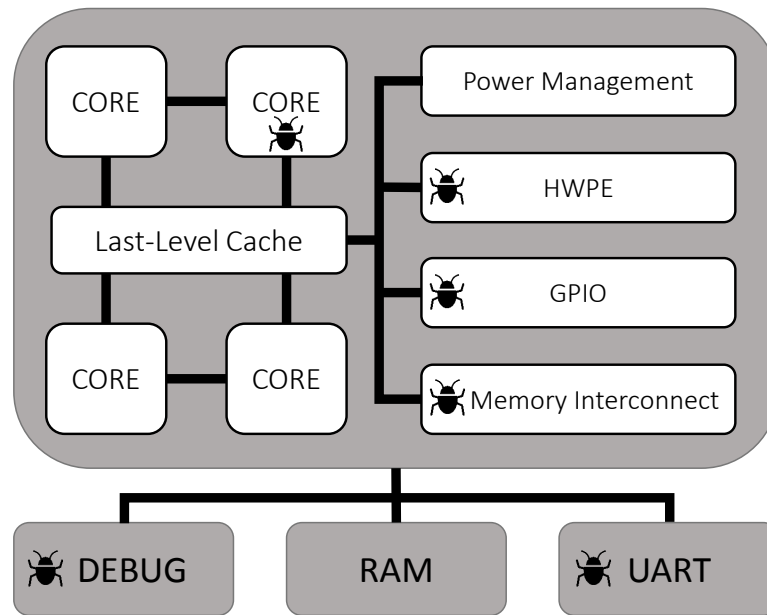 CORE
CORE
Power Management
HWPE
Last-Level Cache
GPIO
CORE
CORE
Memory Interconnect
DEBUG
RAM
UART